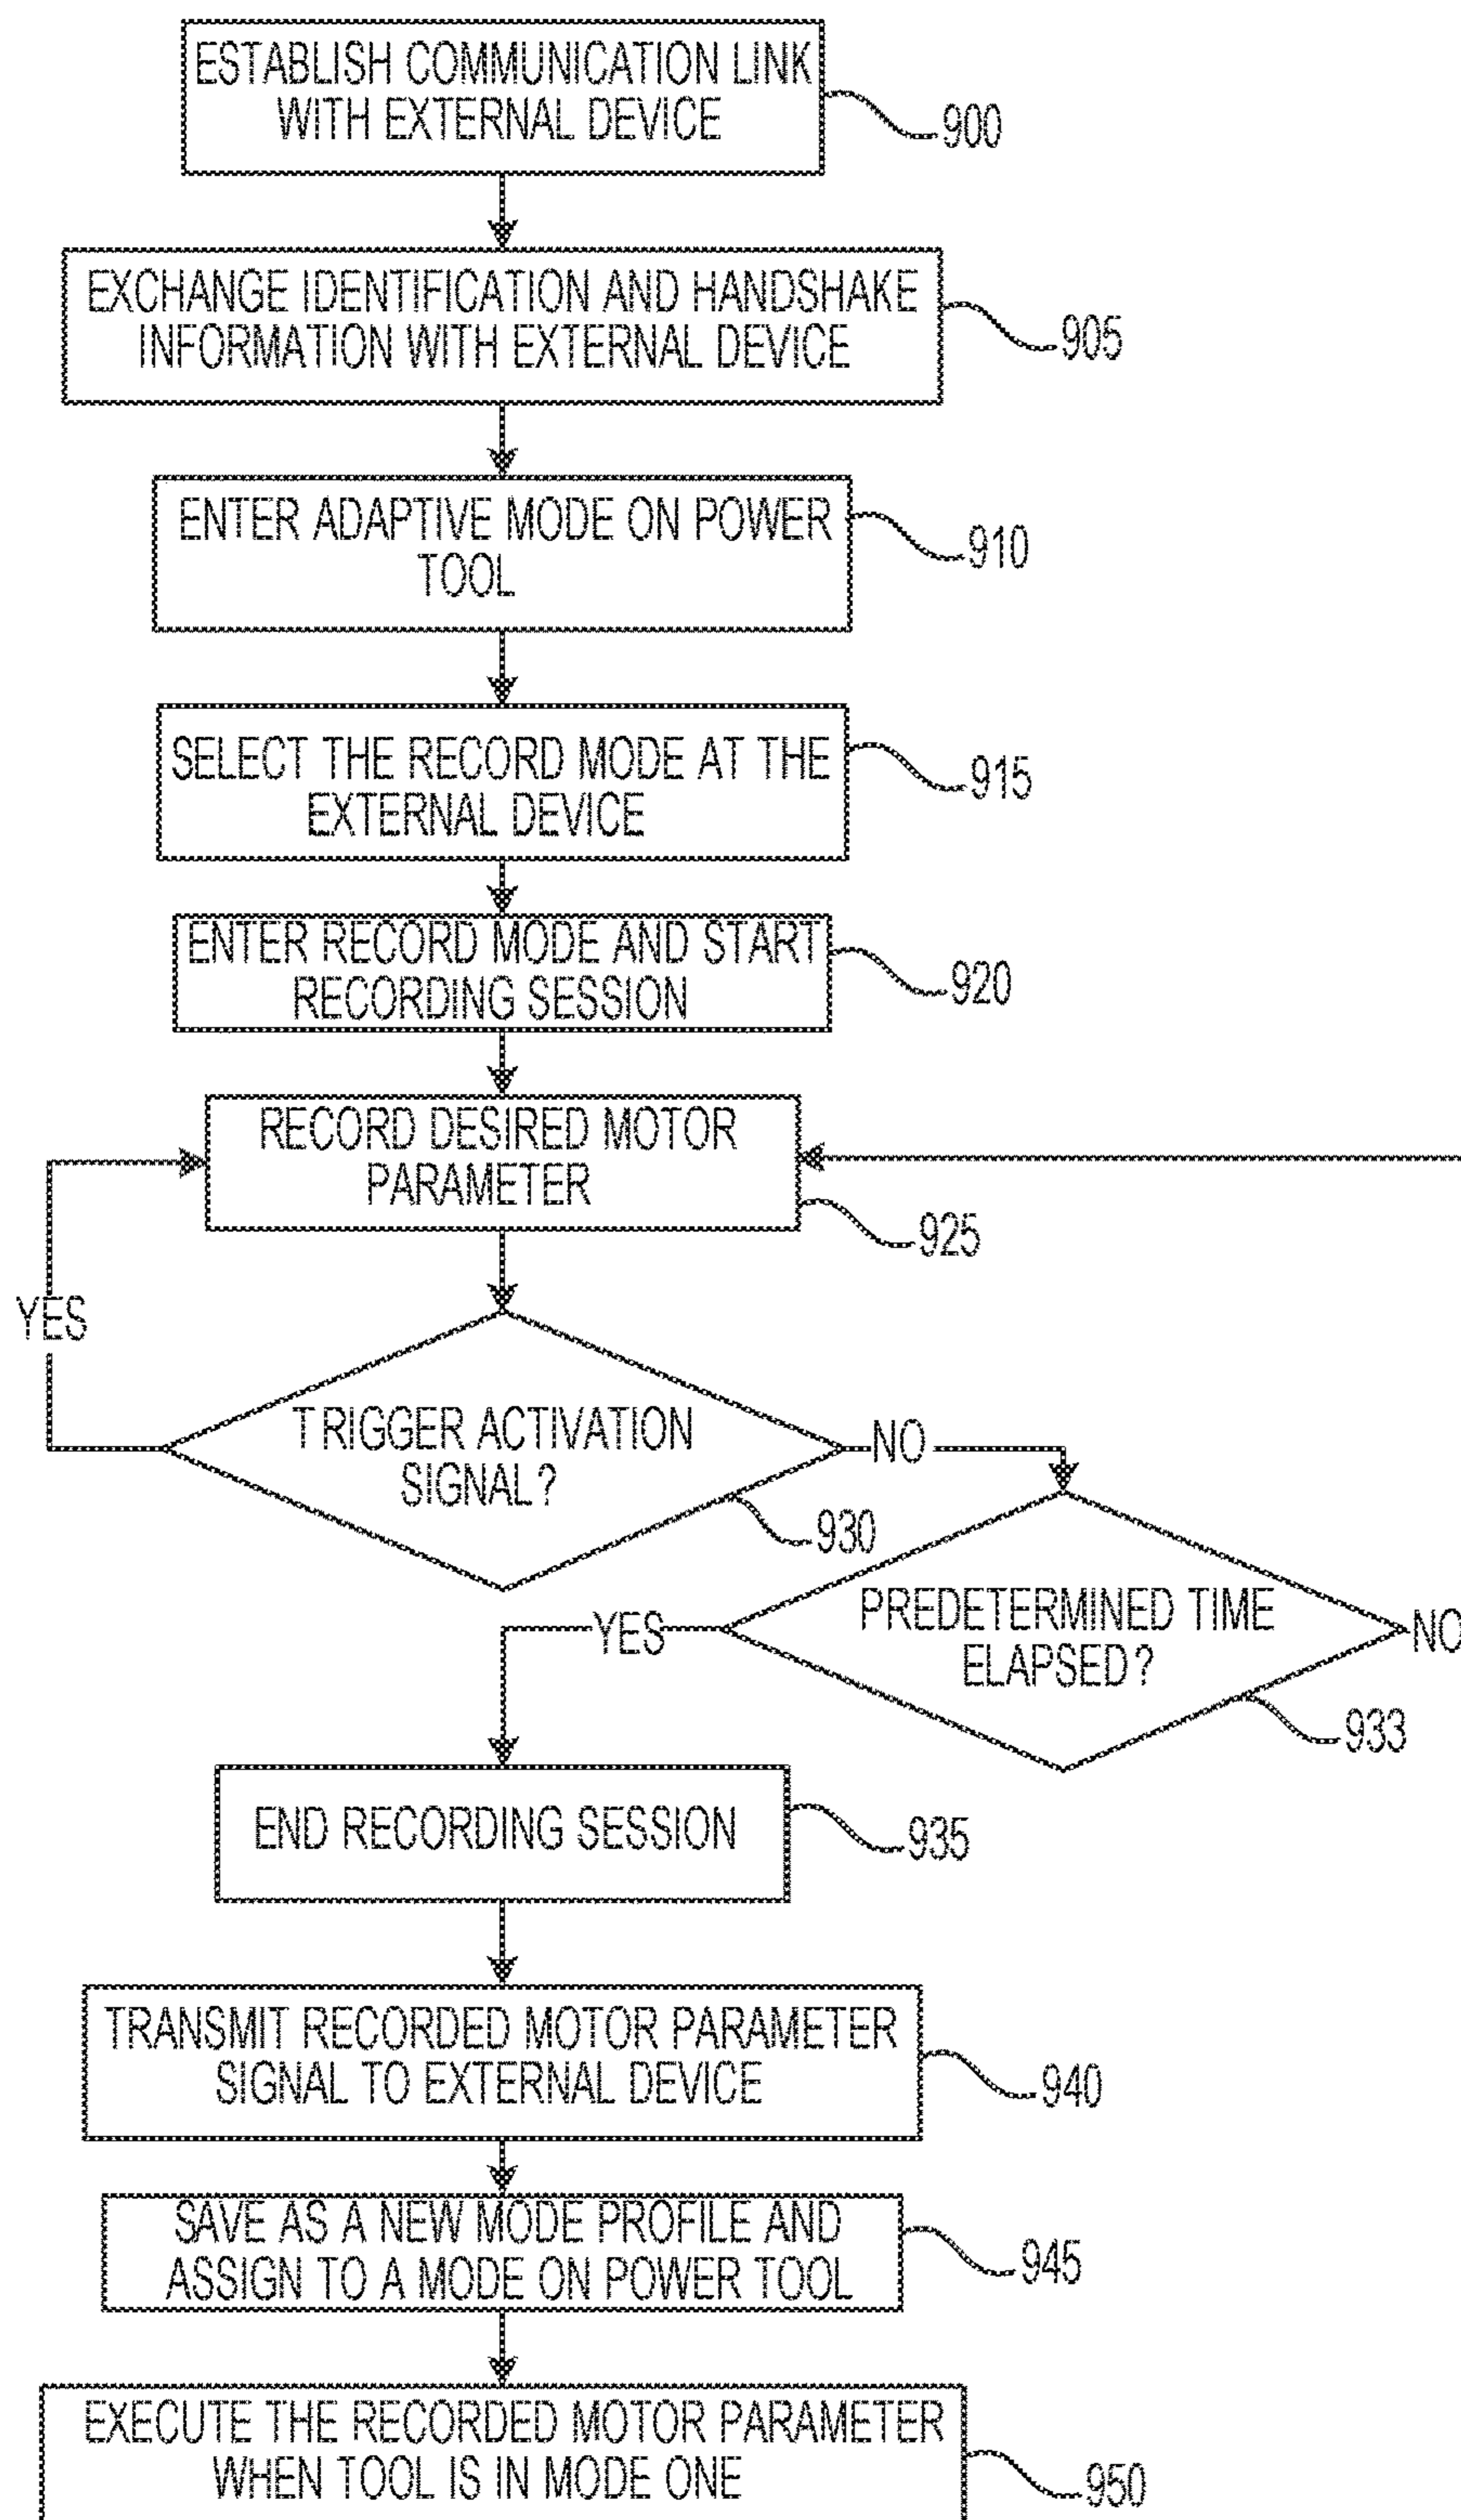 ESTABLISH COMMUNICATION LINK
WITH EXTERNAL DEVICE
900
EXCHANGE IDENTIFICATION AND HANDSHAKE
INFORMATION WITH EXTERNAL DEVICE
905
ENTER ADAPTIVE MODE ON POWER
TOOL
910
SELECT THE RECORD MODE AT THE
EXTERNAL DEVICE
915
ENTER RECORD MODE AND START
RECORDING SESSION
920
RECORD DESIRED MOTOR
PARAMETER
925
YES
TRIGGER ACTIVATION
SIGNAL?
NO
930
PREDETERMINED TIME
ELAPSED?
YES
NO
933
END RECORDING SESSION
935
TRANSMIT RECORDED MOTOR PARAMETER
SIGNAL TO EXTERNAL DEVICE
940
SAVE AS A NEW MODE PROFILE AND
ASSIGN TO A MODE ON POWER TOOL
945
EXECUTE THE RECORDED MOTOR PARAMETER
WHEN TOOL IS IN MODE ONE
950